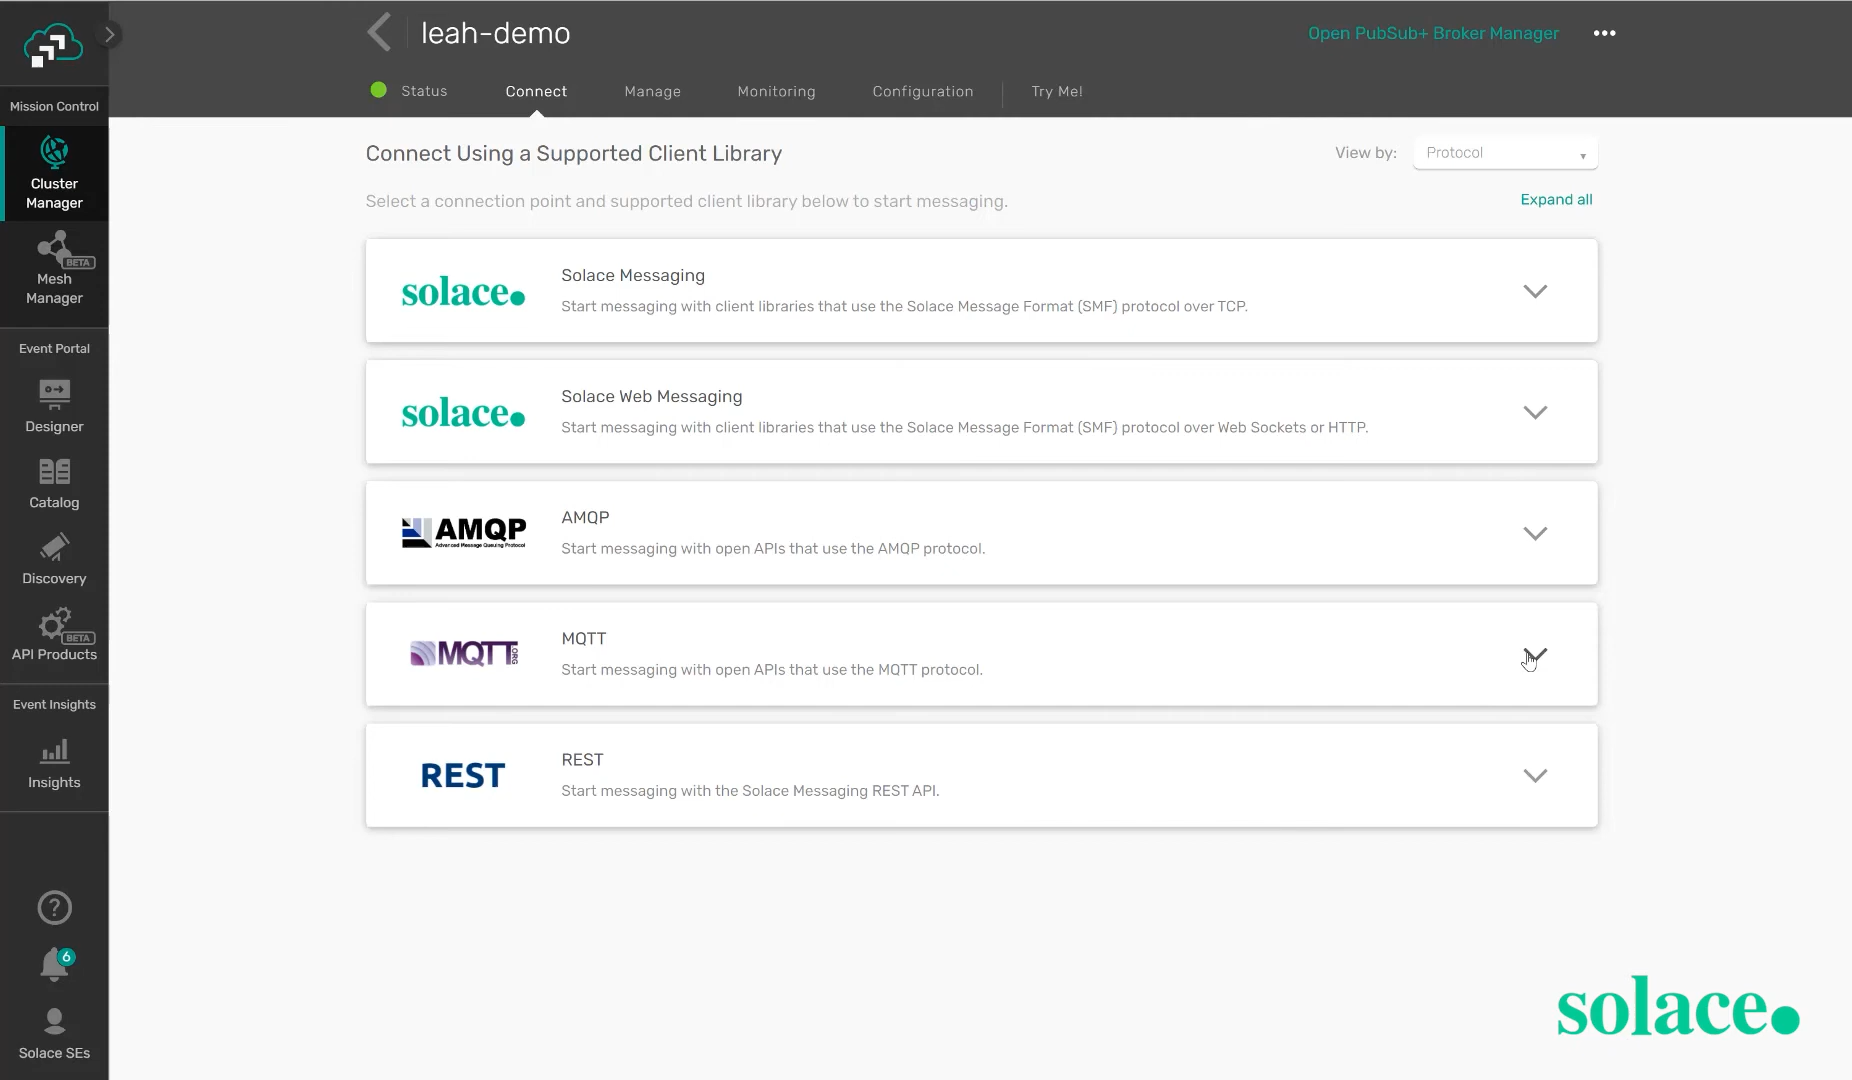 leah-demo
Open PubSub+ Broker Manager
Status
Connect
Manage
Monitoring
Configuration
Try Me!
Mission Control
Cluster
Manager
BETA
Mesh
Manager
Event Portal
Designer
Catalog
Discovery
BETA
API Products
Event Insights
Insights
6
Solace SEs
Connect Using a Supported Client Library
View by:
Protocol
Select a connection point and supported client library below to start messaging.
Expand all
solace.
Solace Messaging
Start messaging with client libraries that use the Solace Message Format (SMF) protocol over TCP.
solace.
Solace Web Messaging
Start messaging with client libraries that use the Solace Message Format (SMF) protocol over Web Sockets or HTTP.
AMQP
Advanced Message Queuing Protocol
AMQP
Start messaging with open APIs that use the AMQP protocol.
MQTT.ORG
MQTT
Start messaging with open APIs that use the MQTT protocol.
REST
REST
Start messaging with the Solace Messaging REST API.
solace.